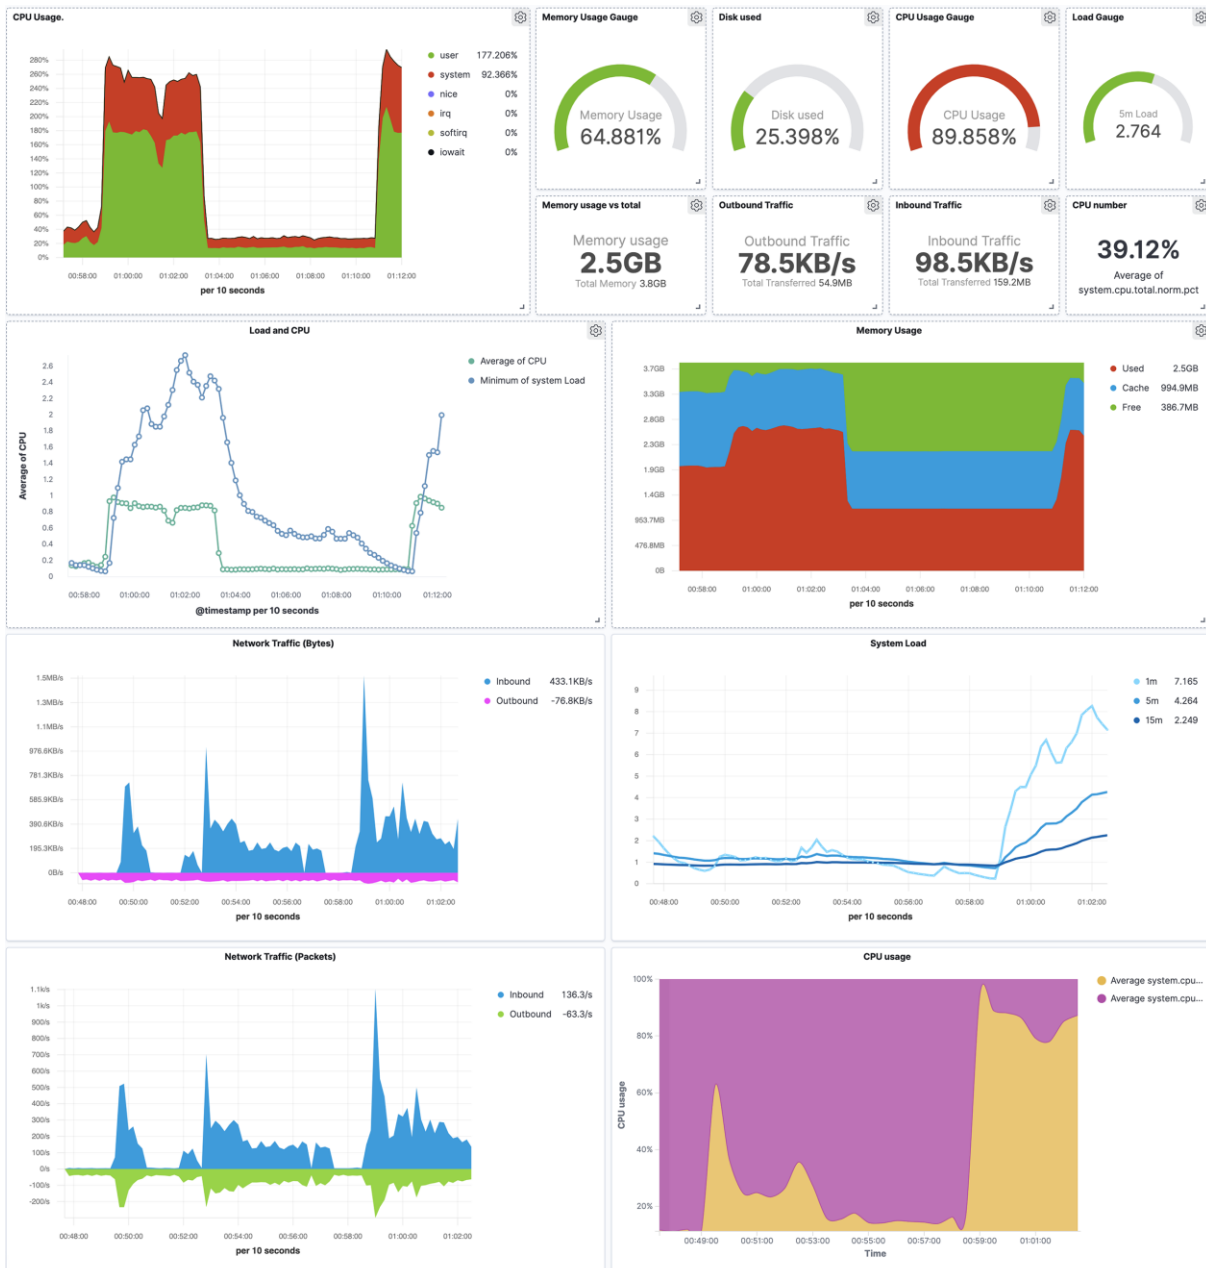 CPU Usage.
280%
260%
240%
220%
200%
180%
160%
140%
120%
100%
80%
60%
40%
20%
0%
00:58:00 01:00:00 01:02:00 01:04:00 01:06:00 01:08:00 01:10:00 01:12:00
per 10 seconds
user 177.206%
system 92.366%
nice 0%
irq 0%
softirq 0%
iowait 0%
Memory Usage Gauge
Memory Usage
64.881%
Disk used
Disk used
25.398%
CPU Usage Gauge
CPU Usage
89.858%
Load Gauge
5m Load
2.764
Memory usage vs total
Memory usage
2.5GB
Total Memory 3.8GB
Outbound Traffic
Outbound Traffic
78.5KB/s
Total Transferred 54.9MB
Inbound Traffic
Inbound Traffic
98.5KB/s
Total Transferred 159.2MB
CPU number
39.12%
Average of
system.cpu.total.norm.pct
Load and CPU
Average of CPU
2.6
2.4
2.2
2
1.8
1.6
1.4
1.2
1
0.8
0.6
0.4
0.2
0
00:58:00 01:00:00 01:02:00 01:04:00 01:06:00 01:08:00 01:10:00 01:12:00
@timestamp per 10 seconds
Average of CPU
Minimum of system Load
Memory Usage
3.7GB
3.3GB
2.8GB
2.3GB
1.9GB
1.4GB
953.7MB
476.8MB
0B
00:58:00 01:00:00 01:02:00 01:04:00 01:06:00 01:08:00 01:10:00 01:12:00
per 10 seconds
Used 2.5GB
Cache 994.9MB
Free 386.7MB
Network Traffic (Bytes)
1.5MB/s
1.3MB/s
1.1MB/s
976.6KB/s
781.3KB/s
585.9KB/s
390.6KB/s
195.3KB/s
0B/s
00:48:00 00:50:00 00:52:00 00:54:00 00:56:00 00:58:00 01:00:00 01:02:00
per 10 seconds
Inbound 433.1KB/s
Outbound -76.8KB/s
System Load
9
8
7
6
5
4
3
2
1
0
00:48:00 00:50:00 00:52:00 00:54:00 00:56:00 00:58:00 01:00:00 01:02:00
per 10 seconds
1m 7.165
5m 4.264
15m 2.249
Network Traffic (Packets)
1.1k/s
1k/s
900/s
800/s
700/s
600/s
500/s
400/s
300/s
200/s
100/s
0/s
-100/s
-200/s
00:48:00 00:50:00 00:52:00 00:54:00 00:56:00 00:58:00 01:00:00 01:02:00
per 10 seconds
Inbound 136.3/s
Outbound -63.3/s
CPU usage
CPU usage
100%
80%
60%
40%
20%
00:49:00 00:51:00 00:53:00 00:55:00 00:57:00 00:59:00 01:01:00
Time
Average system.cpu...
Average system.cpu...